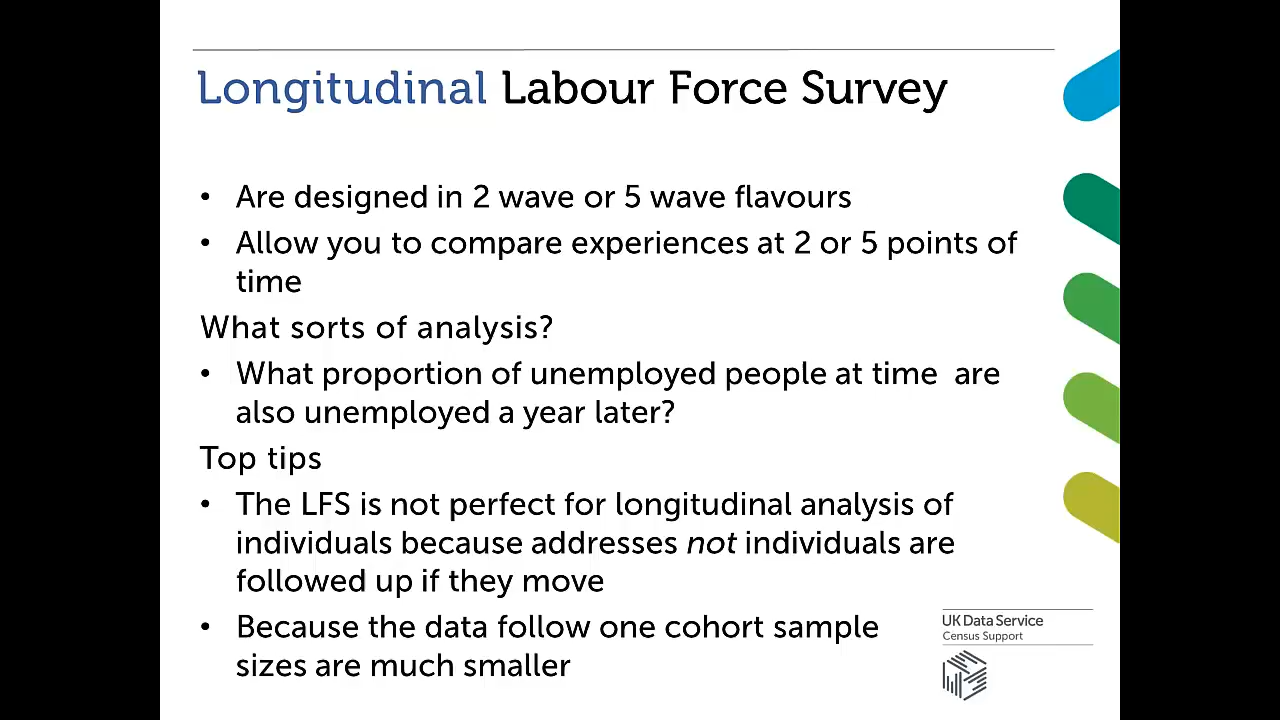 Longitudinal Labour Force Survey
• Are designed in 2 wave or 5 wave flavours
• Allow you to compare experiences at 2 or 5 points of
time
What sorts of analysis?
• What proportion of unemployed people at time  are
also unemployed a year later?
Top tips
• The LFS is not perfect for longitudinal analysis of
individuals because addresses not individuals are
followed up if they move
• Because the data follow one cohort sample
sizes are much smaller
UK Data Service
Census Support